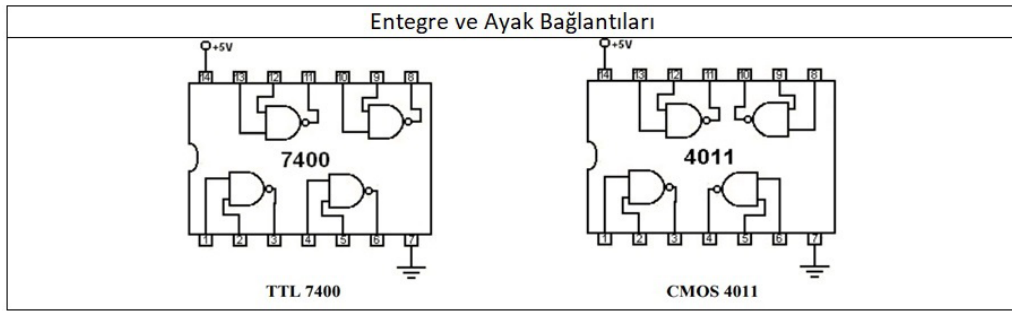 Entegre ve Ayak Bağlantıları
+5V
14 13 12 11 10 9 8
7400
1 2 3 4 5 6 7
TTL 7400
+5V
14 13 12 11 10 9 8
4011
1 2 3 4 5 6 7
CMOS 4011